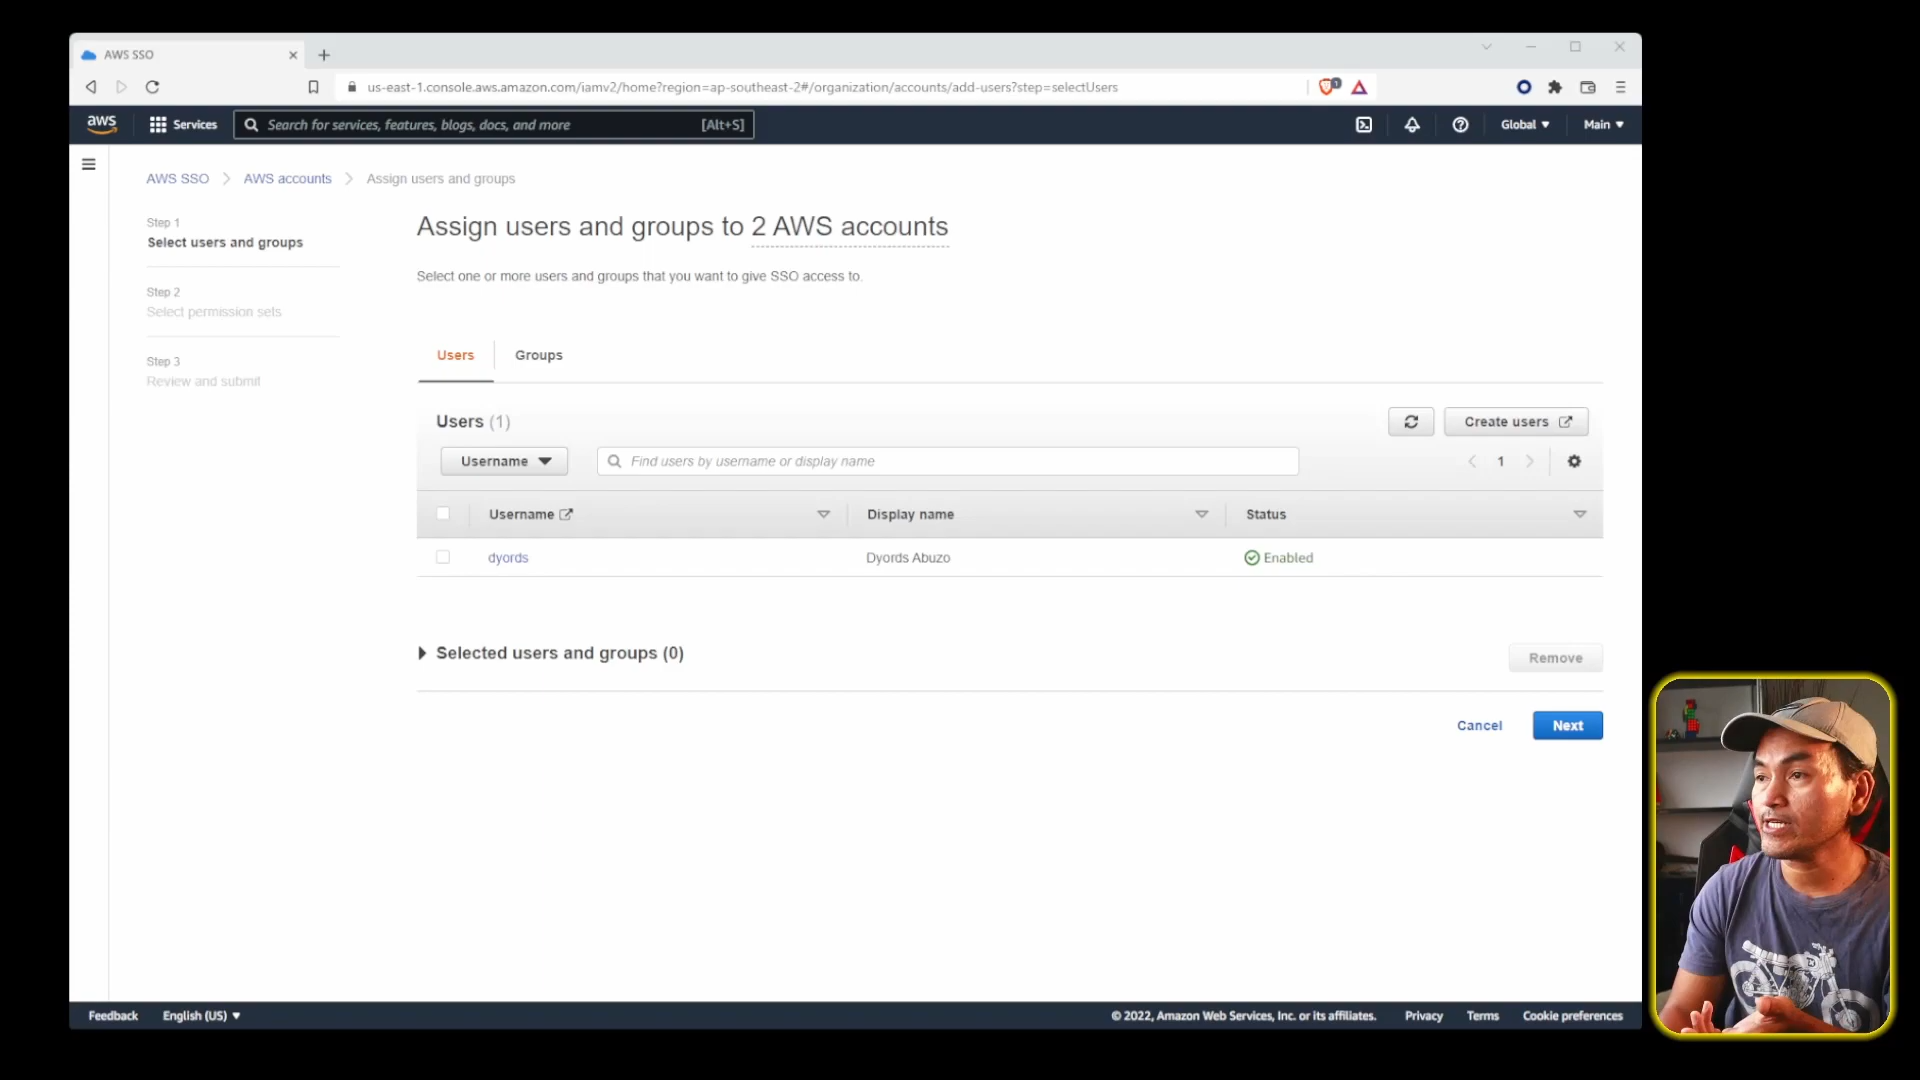 AWS SSO
us-east-1.console.aws.amazon.com/iamv2/home?region=ap-southeast-2#/organization/accounts/add-users?step=selectUsers
aws
Services
Search for services, features, blogs, docs, and more
[Alt+S]
Global
Main
AWS SSO
AWS accounts
Assign users and groups
Step 1
Select users and groups
Step 2
Select permission sets
Step 3
Review and submit
Assign users and groups to 2 AWS accounts
Select one or more users and groups that you want to give SSO access to.
Users
Groups
Users (1)
Create users
Username
Find users by username or display name
1
Username
Display name
Status
dyords
Dyords Abuzo
Enabled
Selected users and groups (0)
Remove
Cancel
Next
Feedback
English (US)
© 2022, Amazon Web Services, Inc. or its affiliates.
Privacy
Terms
Cookie preferences